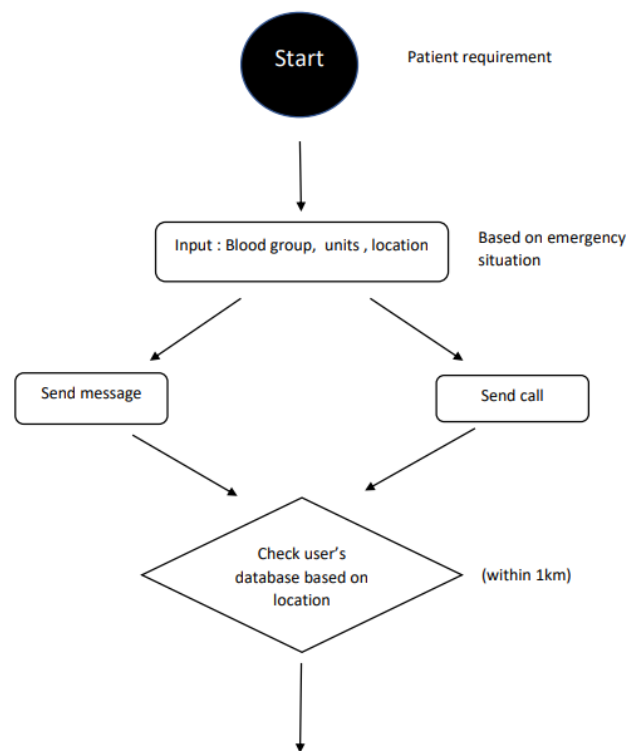 Start
Patient requirement
Input : Blood group, units , location
Based on emergency
situation
Send message
Send call
Check user’s
database based on
location
(within 1km)